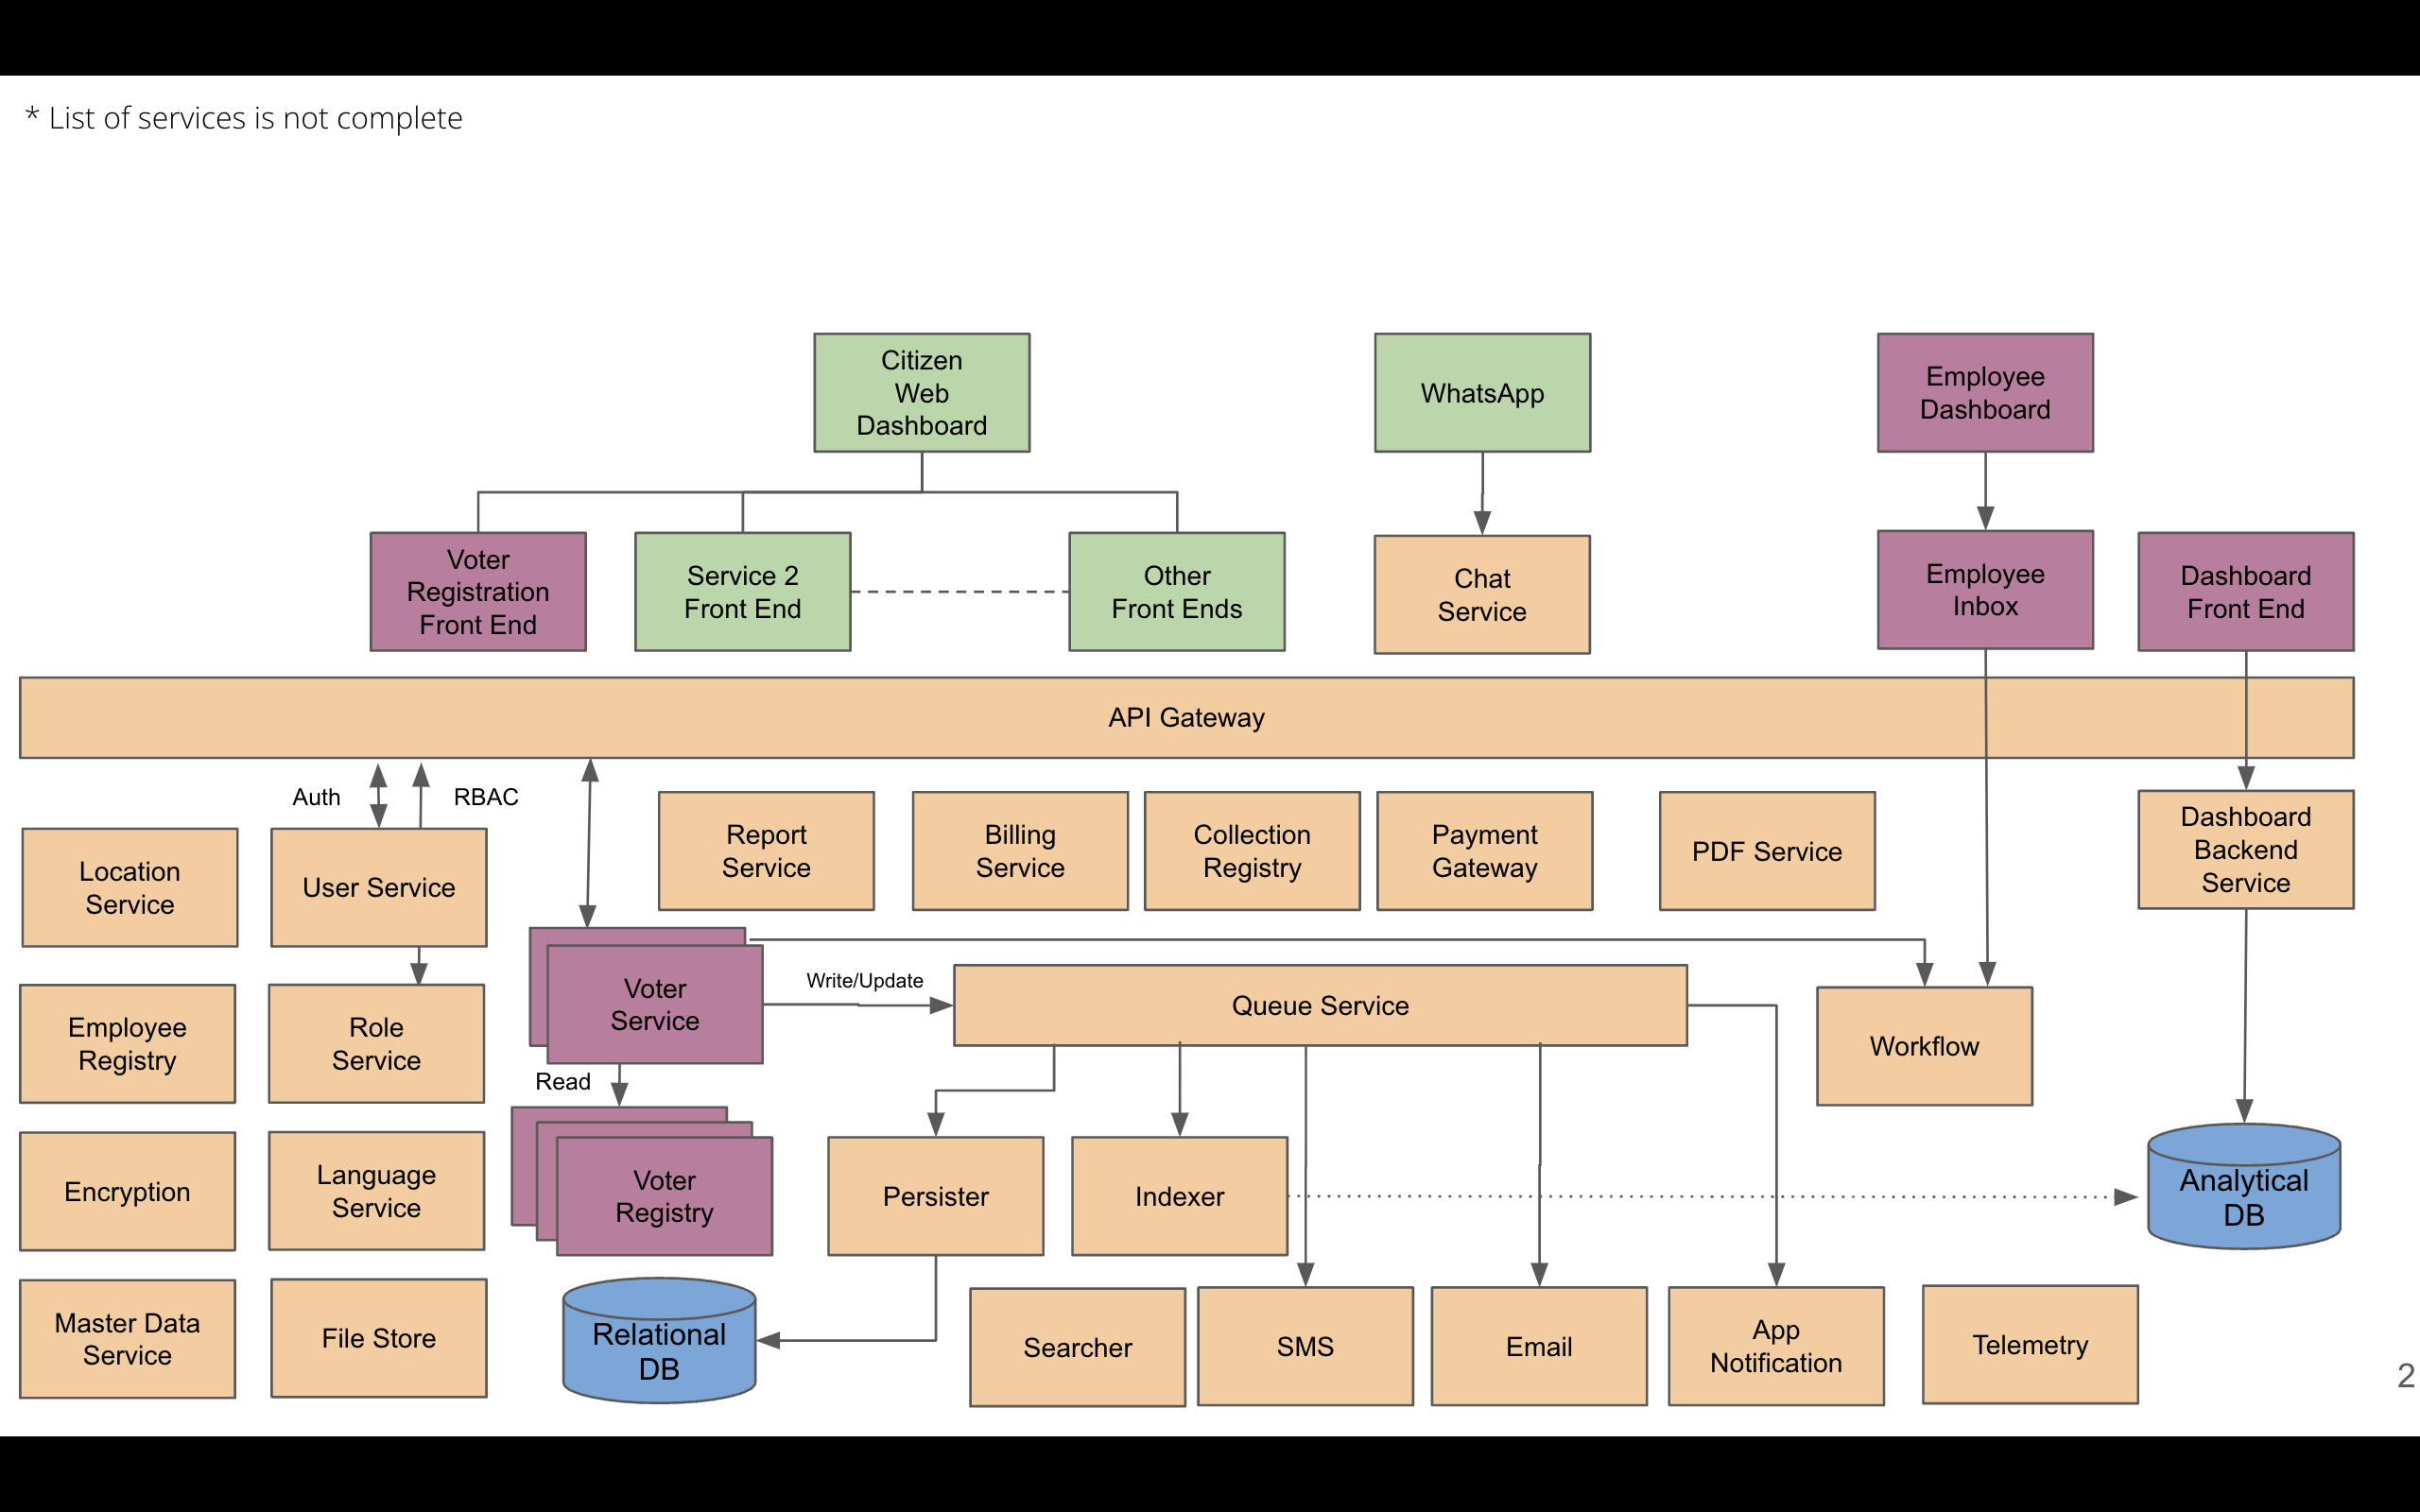 * List of services is not complete
Citizen
Web
Dashboard
WhatsApp
Employee
Dashboard
Voter
Registration
Front End
Service 2
Front End
Other
Front Ends
Chat
Service
Employee
Inbox
Dashboard
Front End
API Gateway
Auth
RBAC
Location
Service
User Service
Report
Service
Billing
Service
Collection
Registry
Payment
Gateway
PDF Service
Dashboard
Backend
Service
Employee
Registry
Role
Service
Voter
Service
Write/Update
Queue Service
Workflow
Read
Encryption
Language
Service
Voter
Registry
Persister
Indexer
Analytical
DB
Master Data
Service
File Store
Relational
DB
Searcher
SMS
Email
App
Notification
Telemetry
2